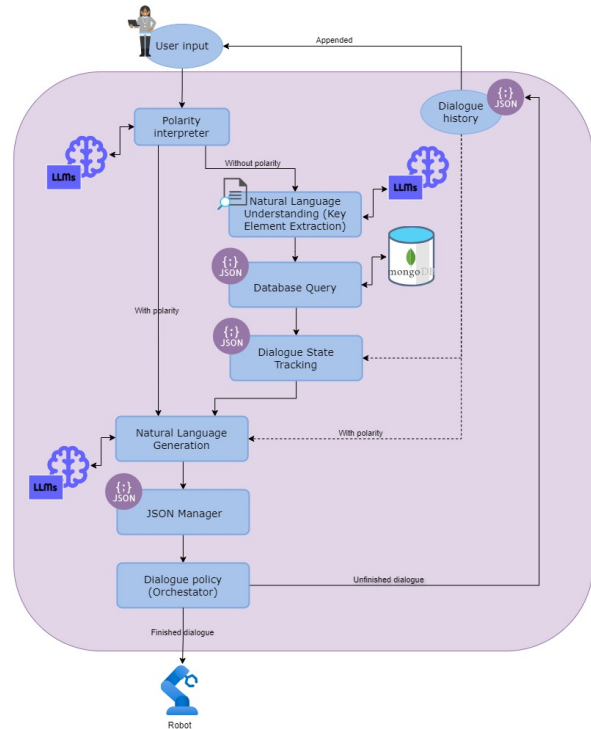 Appended
User input
{;}
JSON
Dialogue
history
Polarity
interpreter
LLMs
Without polarity
LLMs
Natural Language
Understanding (Key
Element Extraction)
{;}
JSON
Database Query
mongoDB
With polarity
{;}
JSON
Dialogue State
Tracking
Natural Language
Generation
With polarity
LLMs
{;}
JSON
JSON Manager
Dialogue policy
(Orchestrator)
Unfinished dialogue
Finished dialogue
Robot